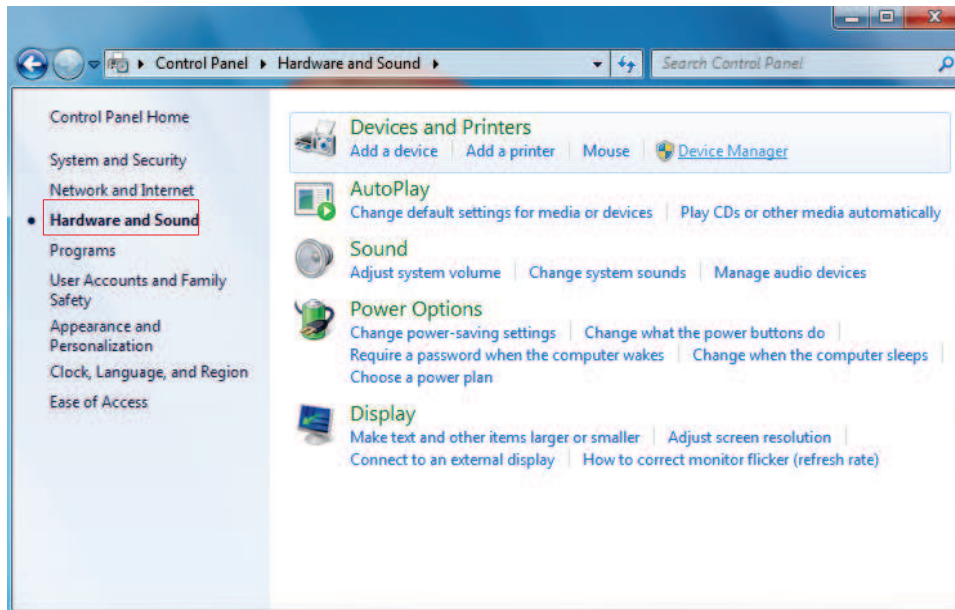 Control Panel Hardware and Sound
Search Control Panel
Control Panel Home
System and Security
Network and Internet
Hardware and Sound
Programs
User Accounts and Family
Safety
Appearance and
Personalization
Clock, Language, and Region
Ease of Access
Devices and Printers
Add a device Add a printer Mouse Device Manager
AutoPlay
Change default settings for media or devices Play CDs or other media automatically
Sound
Adjust system volume Change system sounds Manage audio devices
Power Options
Change power-saving settings Change what the power buttons do
Require a password when the computer wakes Change when the computer sleeps
Choose a power plan
Display
Make text and other items larger or smaller Adjust screen resolution
Connect to an external display How to correct monitor flicker (refresh rate)